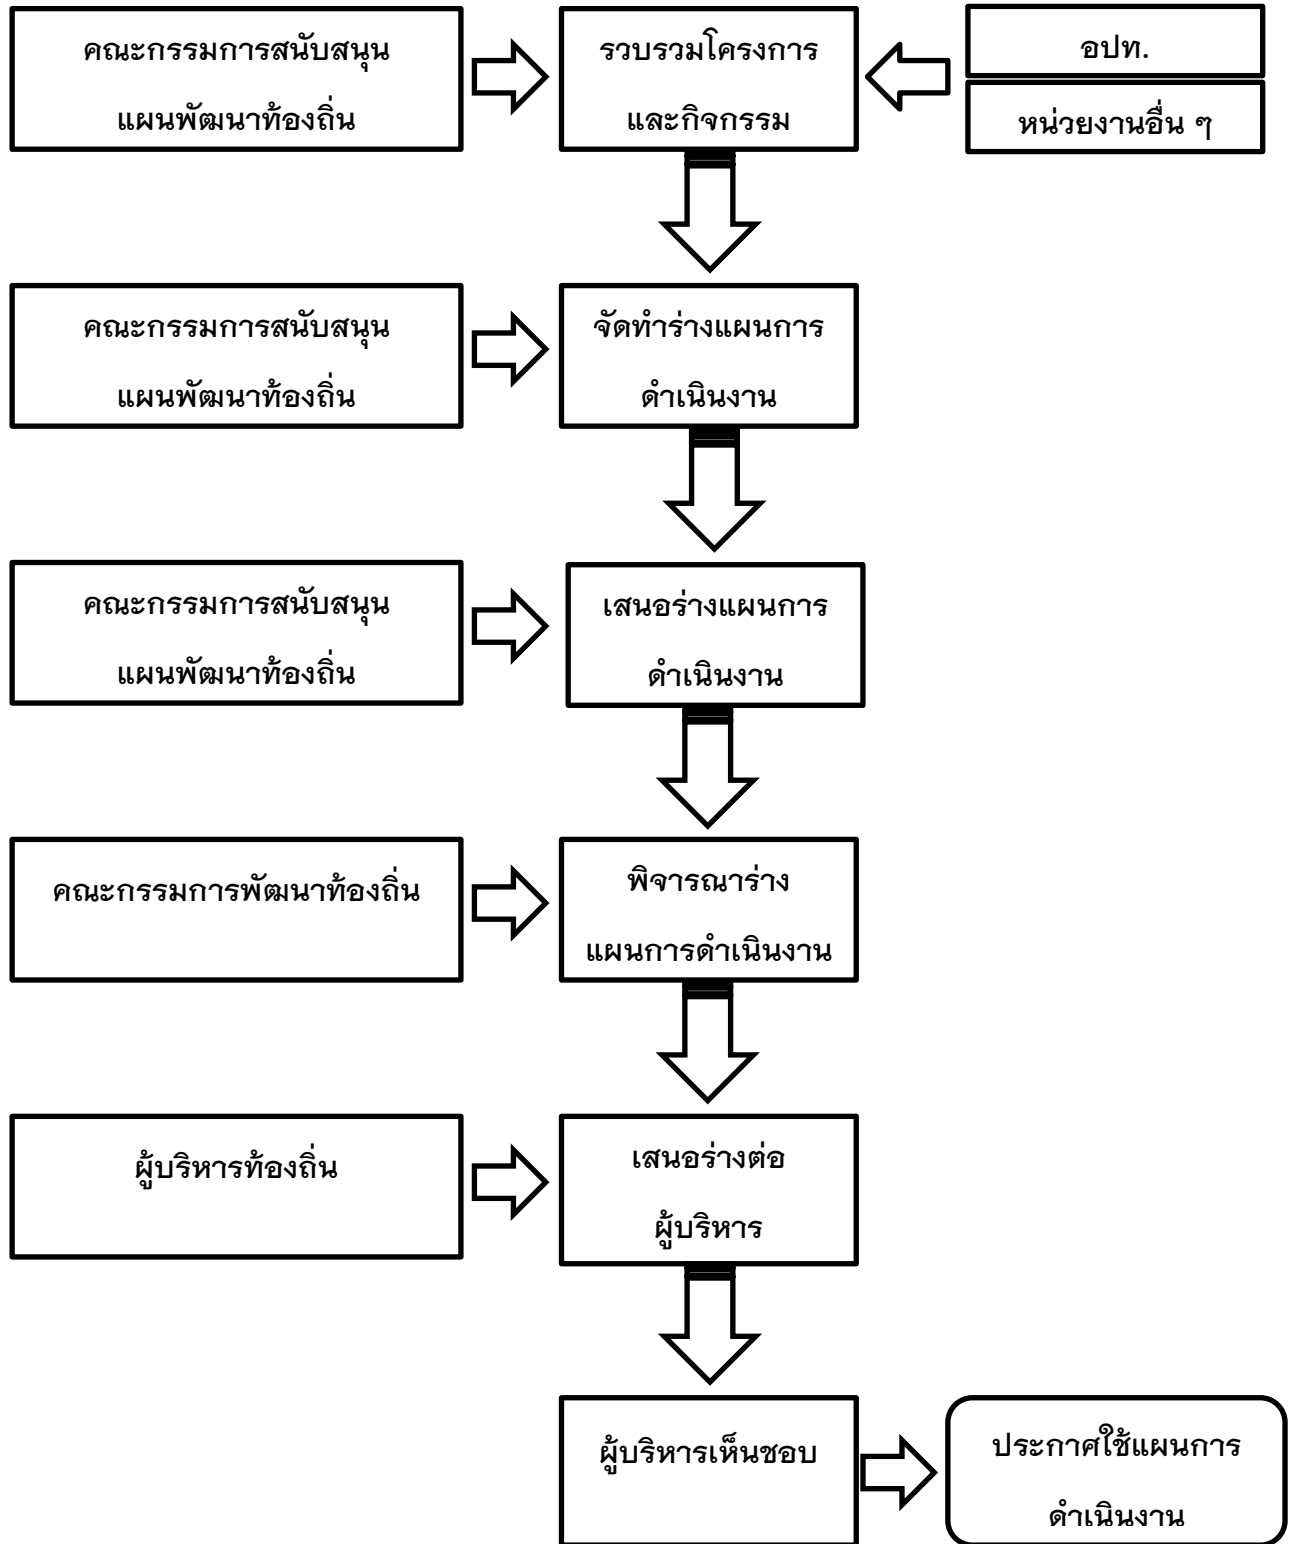 คณะกรรมการสนับสนุน
แผนพัฒนาท้องถิ่น
รวบรวมโครงการ
และกิจกรรม
อปท.
หน่วยงานอื่น ๆ
คณะกรรมการสนับสนุน
แผนพัฒนาท้องถิ่น
จัดทำร่างแผนการ
ดำเนินงาน
คณะกรรมการสนับสนุน
แผนพัฒนาท้องถิ่น
เสนอร่างแผนการ
ดำเนินงาน
คณะกรรมการพัฒนาท้องถิ่น
พิจารณาร่าง
แผนการดำเนินงาน
ผู้บริหารท้องถิ่น
เสนอร่างต่อ
ผู้บริหาร
ผู้บริหารเห็นชอบ
ประกาศใช้แผนการ
ดำเนินงาน